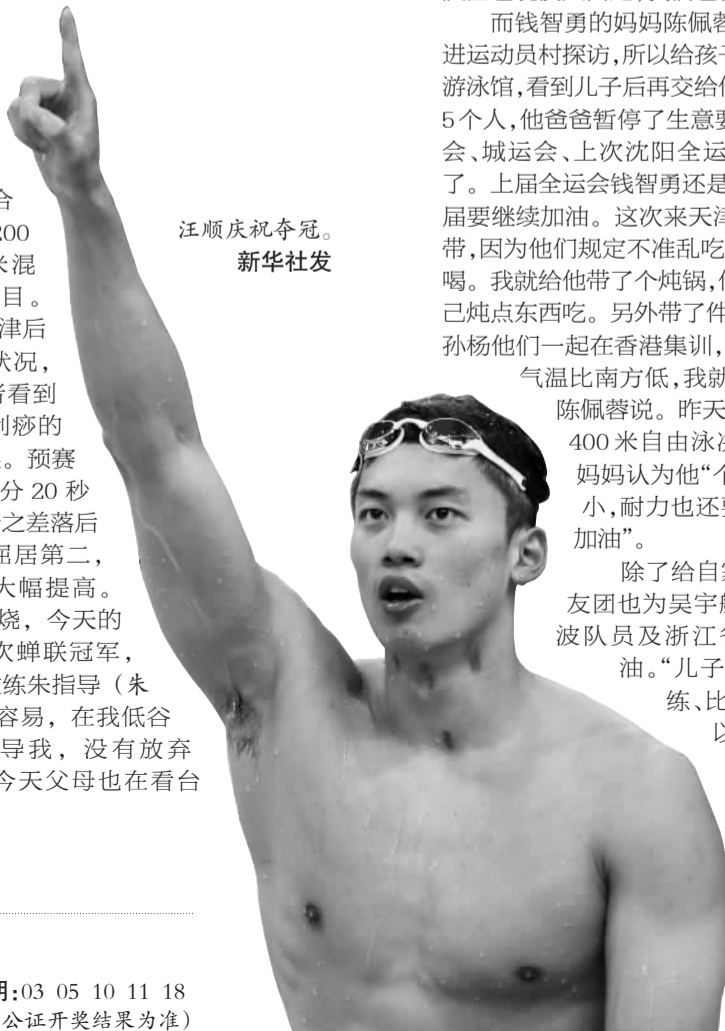 合
200
米混
目。
津后
状况，
者看到
刮痧的
。预赛
分 20 秒
之差落后
屈居第二，
大幅提高。
烧，今天的
次蝉联冠军，
练朱指导（朱
容易，在我低谷
导我，没有放弃
今天父母也在看台
汪顺庆祝夺冠。
新华社发
而钱智勇的妈妈陈佩蓉
进运动员村探访，所以给孩子
游泳馆，看到儿子后再交给他
5个人，他爸爸暂停了生意要
会、城运会、上次沈阳全运
了。上届全运会钱智勇还是
届要继续加油。这次来天津
带，因为他们规定不准乱吃
喝。我就给他带了个炖锅，
己炖点东西吃。另外带了件
孙杨他们一起在香港集训，
气温比南方低，我就
陈佩蓉说。昨天
400米自由泳决
妈妈认为他“个
小，耐力也还要
加油”。
除了给自家
友团也为吴宇
波队员及浙江省
油。“儿子
练、比
以
期：03 05 10 11 18
公证开奖结果为准）